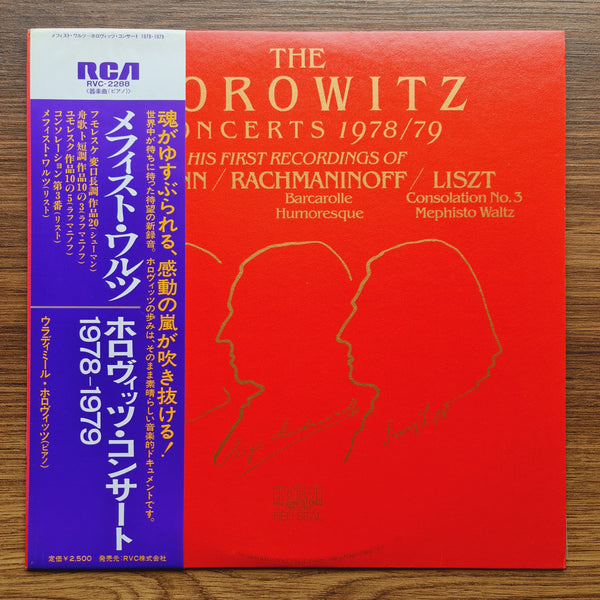 メフィスト・ワルツ=ホロヴィッツ・コンサート 1978-1979
RCA
RVC-2288
〈器楽曲(ピアノ)〉
魂がゆすぶられる、感動の嵐が吹き抜ける!
世界中が待ちに待った待望の新録音。ホロヴィッツの歩みは、そのまま素晴らしい音楽的ドキュメントです。
メフィスト・ワルツ
ホロヴィッツ・コンサート
1978-1979
フモレスケ 変ロ長調 作品20(シューマン)
舟歌 ト短調 作品10の3(ラフマニノフ)
ユモレスク 作品10の5(ラフマニノフ)
コンソレーション 第3番(リスト)
メフィスト・ワルツ(リスト)
ウラディミール・ホロヴィッツ(ピアノ)
定価¥2,500 発売元:RVC株式会社
THE
OROWITZ
ONCERTS 1978/79
HIS FIRST RECORDINGS OF
NN / RACHMANINOFF / LISZT
Barcarolle Consolation No. 3
Humoresque Mephisto Waltz
RED SEAL